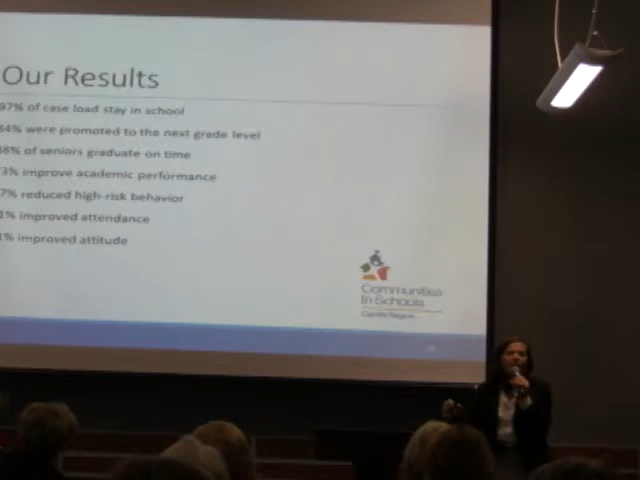 Our Results
97% of case load stay in school
84% were promoted to the next grade level
88% of seniors graduate on time
3% improve academic performance
7% reduced high-risk behavior
1% improved attendance
1% improved attitude
Communities
In Schools
Capital Region